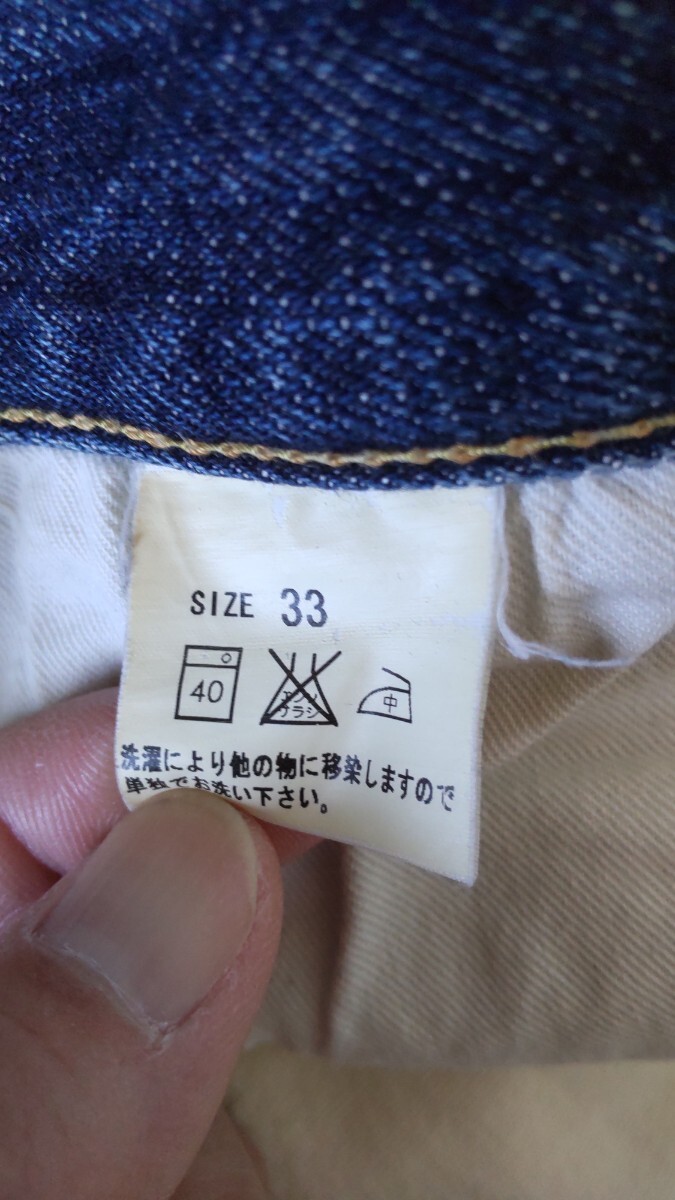 SIZE 33
40 エンソ サラシ 中
洗濯により他の物に移染しますので
単独でお洗い下さい。